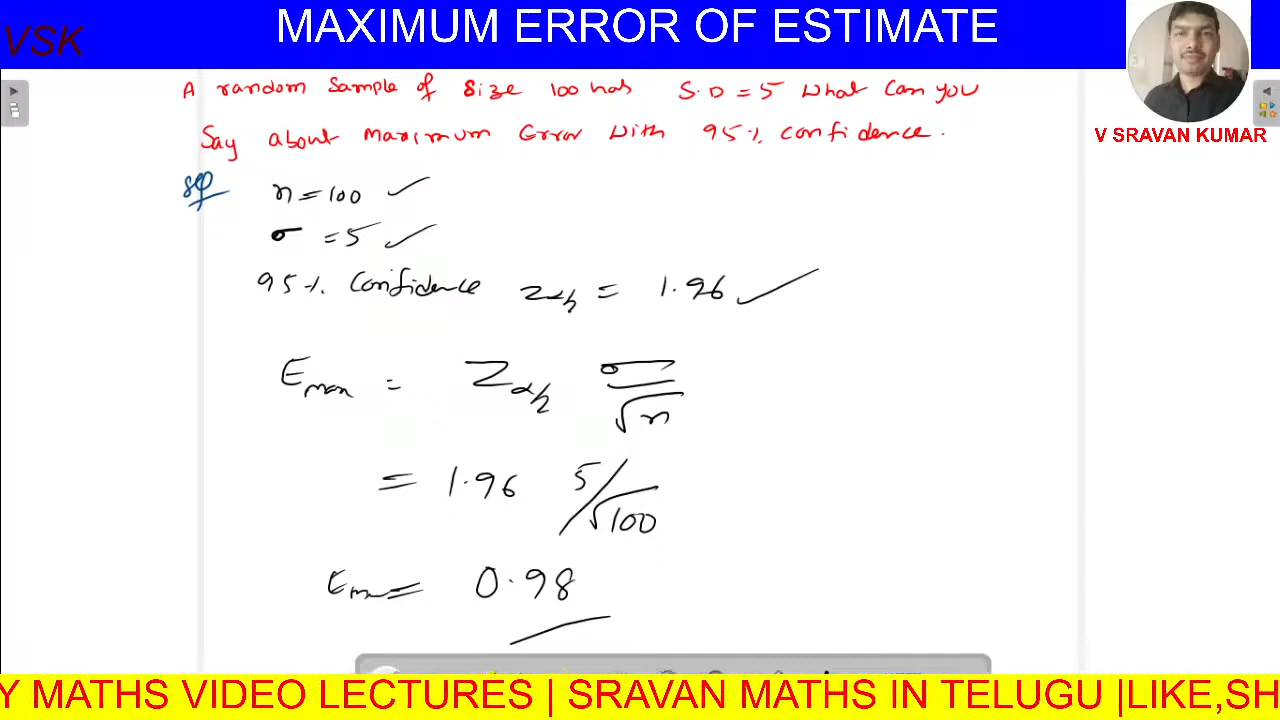 MAXIMUM ERROR OF ESTIMATE
VSK
V SRAVAN KUMAR
A random Sample of Size 100 has S.D = 5 What can you
Say about Maximum Error with 95% confidence.
Sol
n = 100 ✓
σ = 5 ✓
95% Confidence Zα/2 = 1.96 ✓
Emax = Zα/2 σ/√n
= 1.96 5/√100
Emax = 0.98
Y MATHS VIDEO LECTURES | SRAVAN MATHS IN TELUGU |LIKE,SH